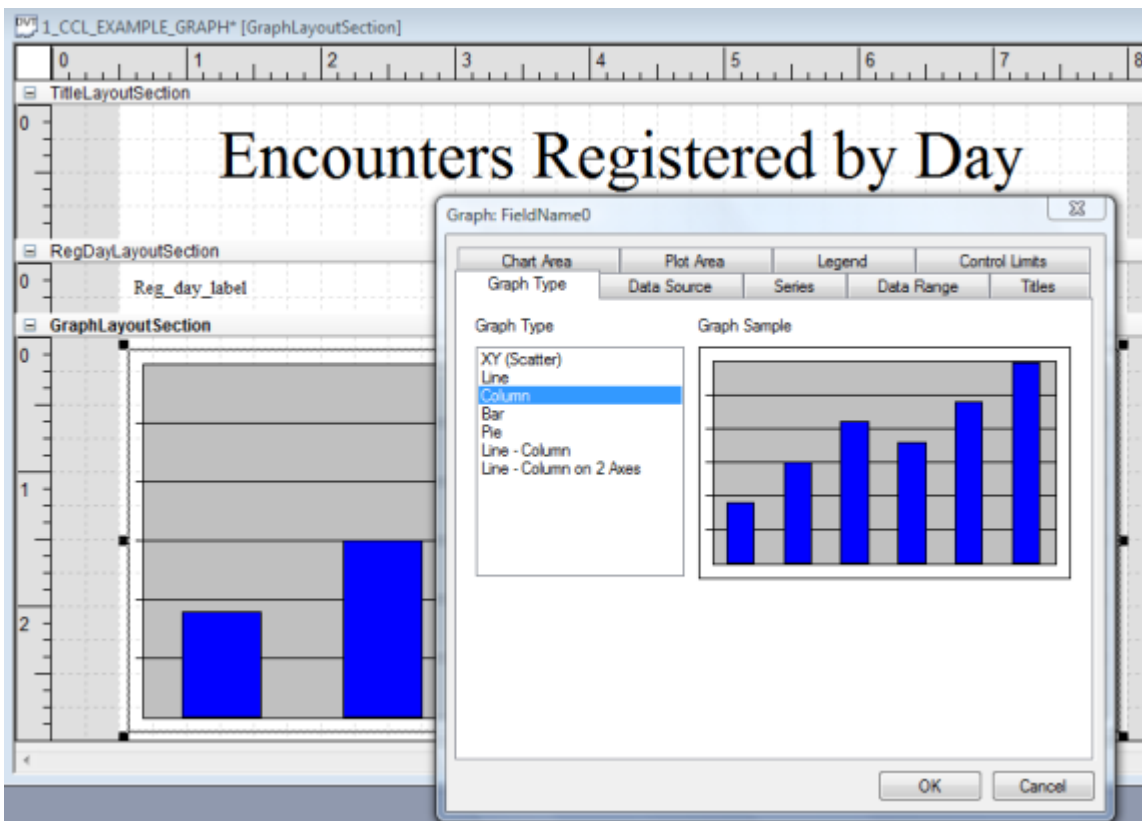 DVT 1_CCL_EXAMPLE_GRAPH* [GraphLayoutSection]
0 1 2 3 4 5 6 7 8
TitleLayoutSection
0
Encounters Registered by Day
RegDayLayoutSection
0
Reg_day_label
GraphLayoutSection
0
1
2
Graph: FieldName0
Chart Area Plot Area Legend Control Limits
Graph Type Data Source Series Data Range Titles
Graph Type Graph Sample
XY (Scatter)
Line
Column
Bar
Pie
Line - Column
Line - Column on 2 Axes
OK Cancel